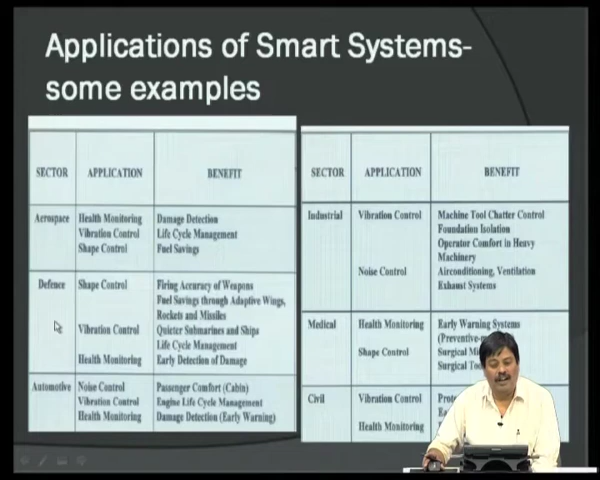 Applications of Smart Systems-
some examples
SECTOR APPLICATION BENEFIT
Aerospace Health Monitoring Damage Detection
Vibration Control Life Cycle Management
Shape Control Fuel Savings
Defence Shape Control Firing Accuracy of Weapons
Fuel Savings through Adaptive Wings,
Rockets and Missiles
Vibration Control Quieter Submarines and Ships
Life Cycle Management
Health Monitoring Early Detection of Damage
Automotive Noise Control Passenger Comfort (Cabin)
Vibration Control Engine Life Cycle Management
Health Monitoring Damage Detection (Early Warning)
SECTOR APPLICATION BENEFIT
Industrial Vibration Control Machine Tool Chatter Control
Foundation Isolation
Operator Comfort in Heavy
Machinery
Noise Control Airconditioning, Ventilation
Exhaust Systems
Medical Health Monitoring Early Warning Systems
Shape Control Surgical
Surgical
Civil Vibration Control
Health Monitoring